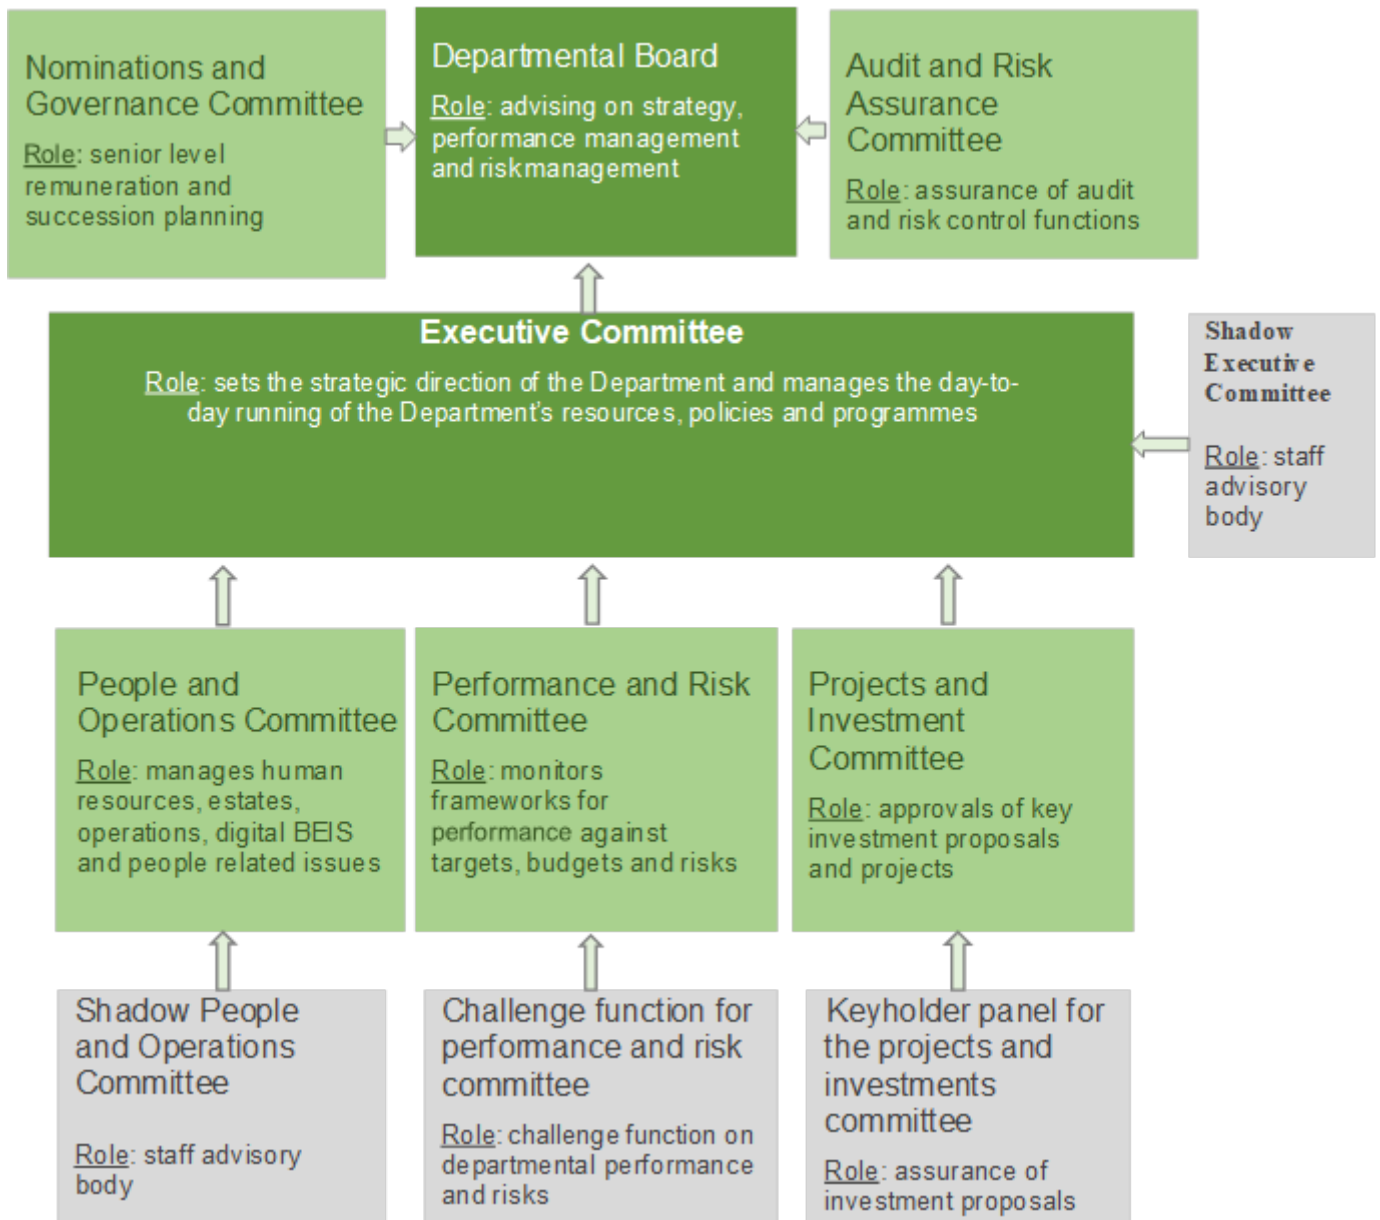 Nominations and
Governance Committee
Role: senior level
remuneration and
succession planning
Departmental Board
Role: advising on strategy,
performance management
and riskmanagement
Audit and Risk
Assurance
Committee
Role: assurance of audit
and risk control functions
Executive Committee
Role: sets the strategic direction of the Department and manages the day-to-
day running of the Department's resources, policies and programmes
Shadow
Executive
Committee
Role: staff
advisory
body
People and
Operations Committee
Role: manages human
resources, estates,
operations, digital BEIS
and people related issues
Performance and Risk
Committee
Role: monitors
frameworks for
performance against
targets, budgets and risks
Projects and
Investment
Committee
Role: approvals of key
investment proposals
and projects
Shadow People
and Operations
Committee
Role: staff advisory
body
Challenge function for
performance and risk
committee
Role: challenge function on
departmental performance
and risks
Keyholder panel for
the projects and
investments
committee
Role: assurance of
investment proposals